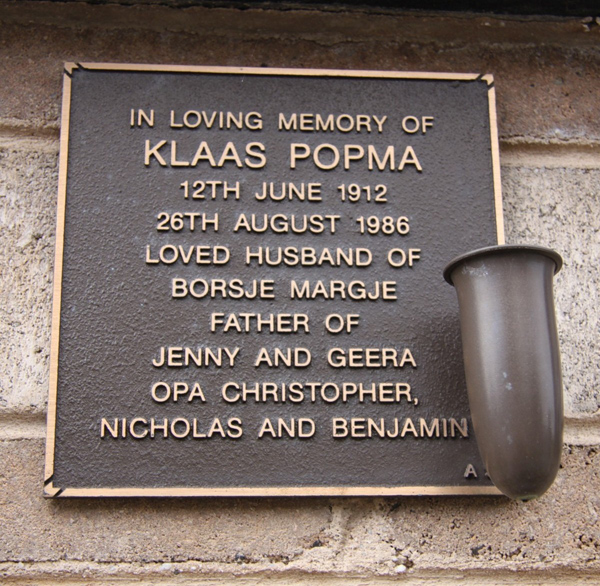 IN LOVING MEMORY OF
KLAAS POPMA
12TH JUNE 1912
26TH AUGUST 1986
LOVED HUSBAND OF
BORSJE MARGJE
FATHER OF
JENNY AND GEERA
OPA CHRISTOPHER,
NICHOLAS AND BENJAMIN
A